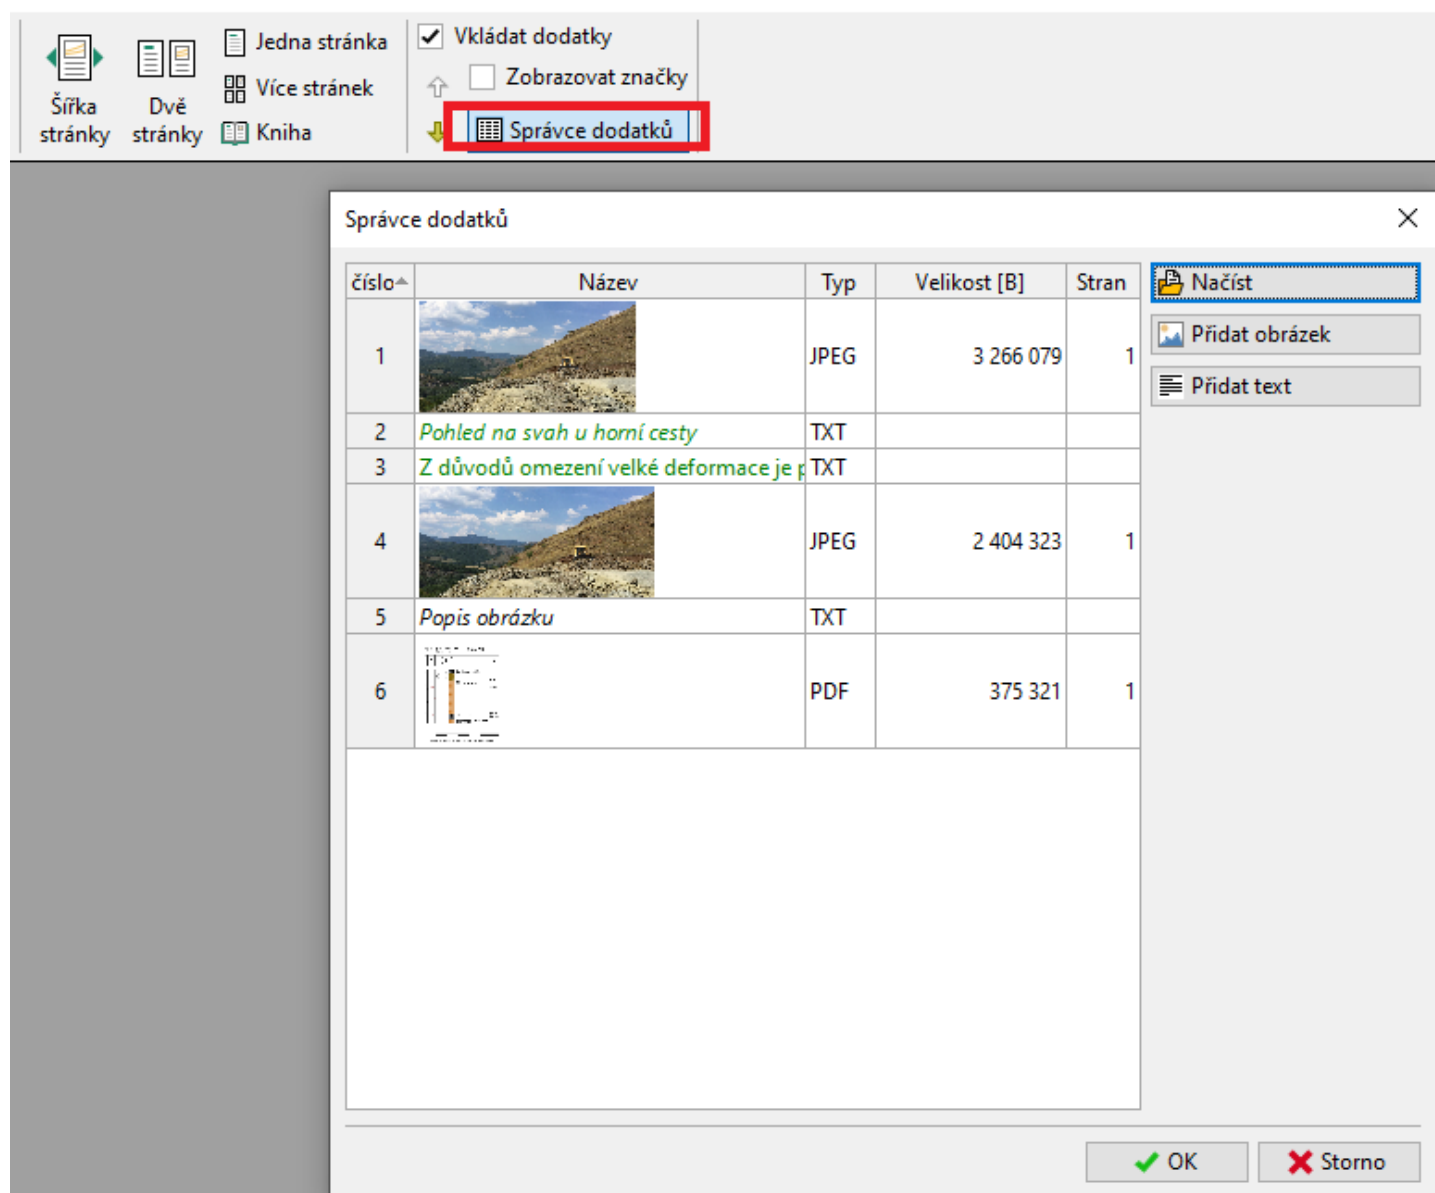 Šířka
stránky
Dvě
stránky
Jedna stránka
Více stránek
Kniha
Vkládat dodatky
Zobrazovat značky
Správce dodatků
Správce dodatků
číslo Název Typ Velikost [B] Stran
1 JPEG 3 266 079 1
2 Pohled na svah u horní cesty TXT
3 Z důvodů omezení velké deformace je p TXT
4 JPEG 2 404 323 1
5 Popis obrázku TXT
6 PDF 375 321 1
Načíst
Přidat obrázek
Přidat text
OK
Storno